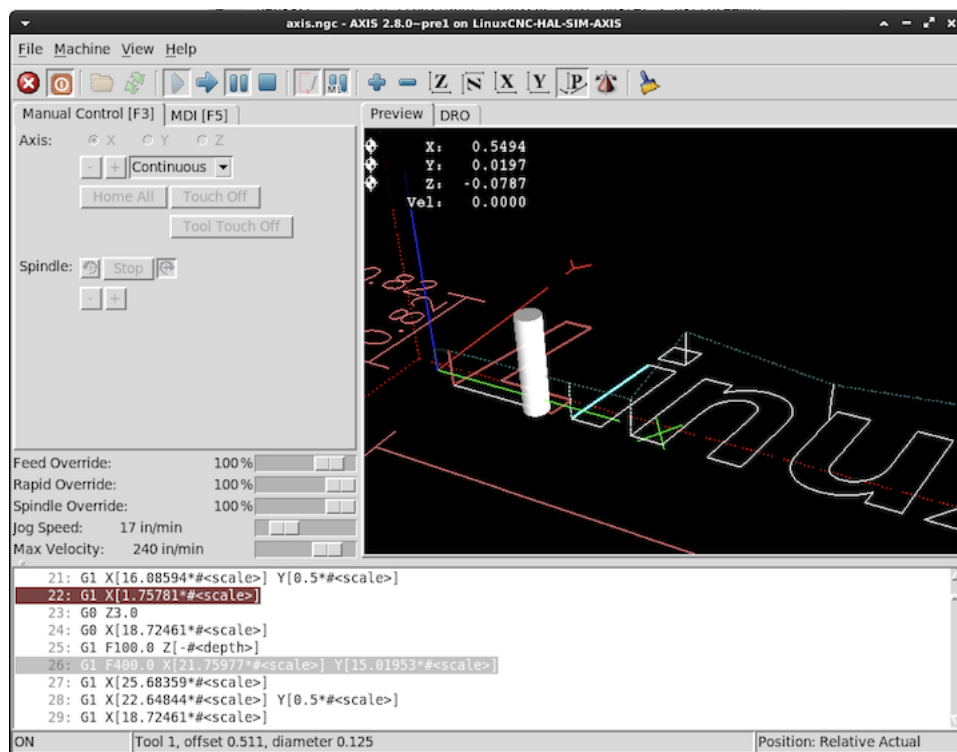 axis.ngc - AXIS 2.8.0~pre1 on LinuxCNC-HAL-SIM-AXIS
File Machine View Help
Z N X Y P
Manual Control [F3] MDI [F5]
Axis: X Y Z
- + Continuous
Home All Touch Off
Tool Touch Off
Spindle: Stop
- +
Feed Override: 100%
Rapid Override: 100%
Spindle Override: 100%
Jog Speed: 17 in/min
Max Velocity: 240 in/min
Preview DRO
X: 0.5494
Y: 0.0197
Z: -0.0787
Vel: 0.0000
Linu
21: G1 X[16.08594*#<scale>] Y[0.5*#<scale>]
22: G1 X[1.75781*#<scale>]
23: G0 Z3.0
24: G0 X[18.72461*#<scale>]
25: G1 F100.0 Z[-#<depth>]
26: G1 F400.0 X[21.75977*#<scale>] Y[15.01953*#<scale>]
27: G1 X[25.68359*#<scale>]
28: G1 X[22.64844*#<scale>] Y[0.5*#<scale>]
29: G1 X[18.72461*#<scale>]
ON Tool 1, offset 0.511, diameter 0.125 Position: Relative Actual